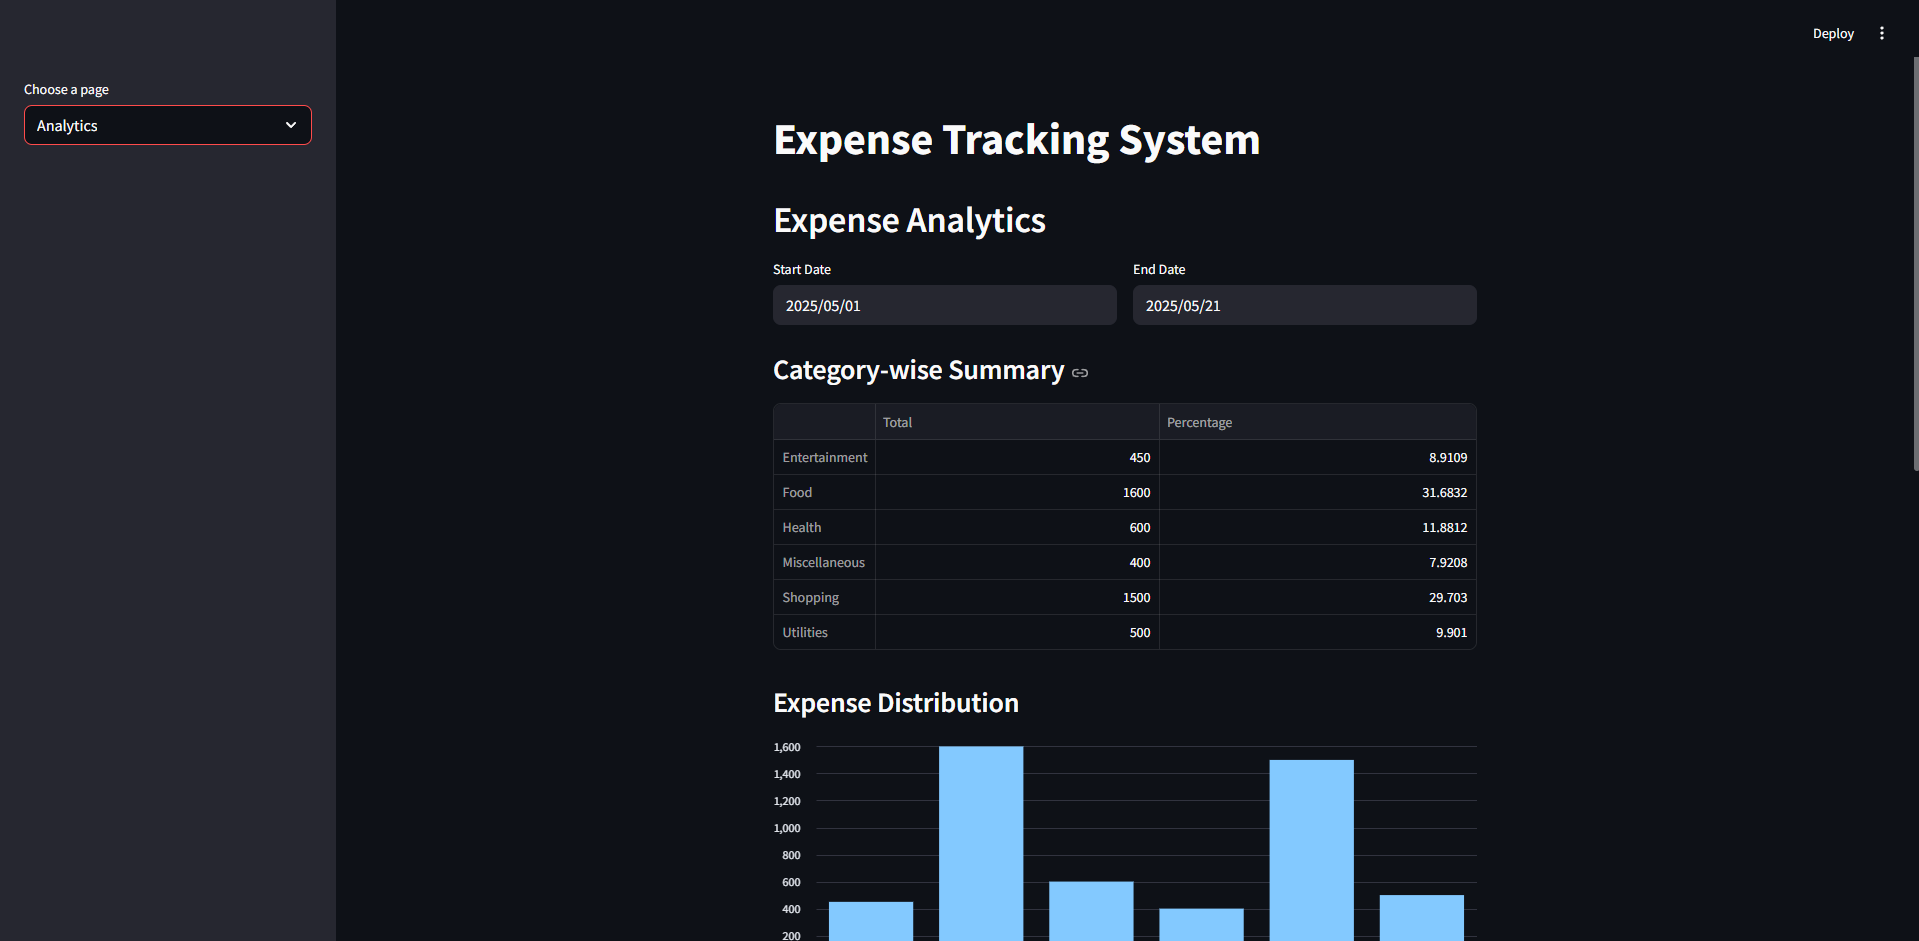 Deploy
Choose a page
Analytics
Expense Tracking System
Expense Analytics
Start Date End Date
2025/05/01 2025/05/21
Category-wise Summary
Total Percentage
Entertainment 450 8.9109
Food 1600 31.6832
Health 600 11.8812
Miscellaneous 400 7.9208
Shopping 1500 29.703
Utilities 500 9.901
Expense Distribution
1,600
1,400
1,200
1,000
800
600
400
200